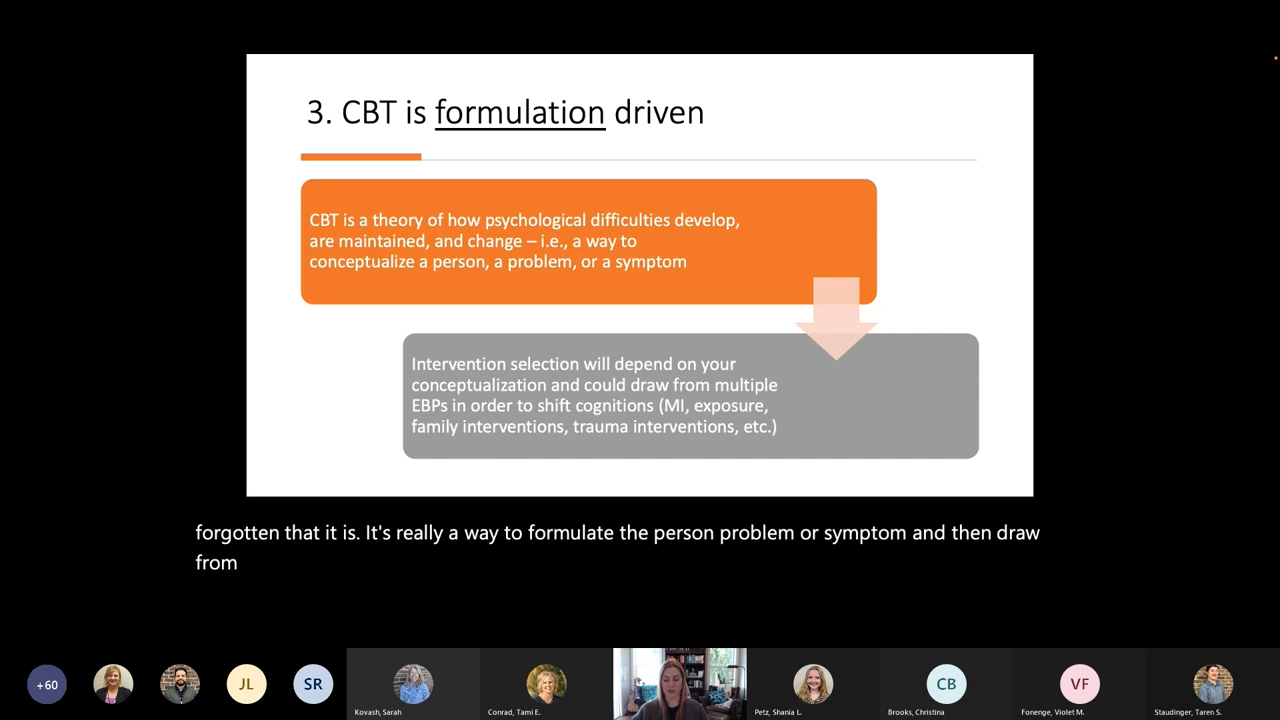 3. CBT is formulation driven
CBT is a theory of how psychological difficulties develop,
are maintained, and change – i.e., a way to
conceptualize a person, a problem, or a symptom
Intervention selection will depend on your
conceptualization and could draw from multiple
EBPs in order to shift cognitions (MI, exposure,
family interventions, trauma interventions, etc.)
forgotten that it is. It's really a way to formulate the person problem or symptom and then draw
from
+60
JL
SR
Kovash, Sarah
Conrad, Tami E.
Petz, Shania L.
CB
Brooks, Christina
VF
Fonenge, Violet M.
Staudinger, Taren S.